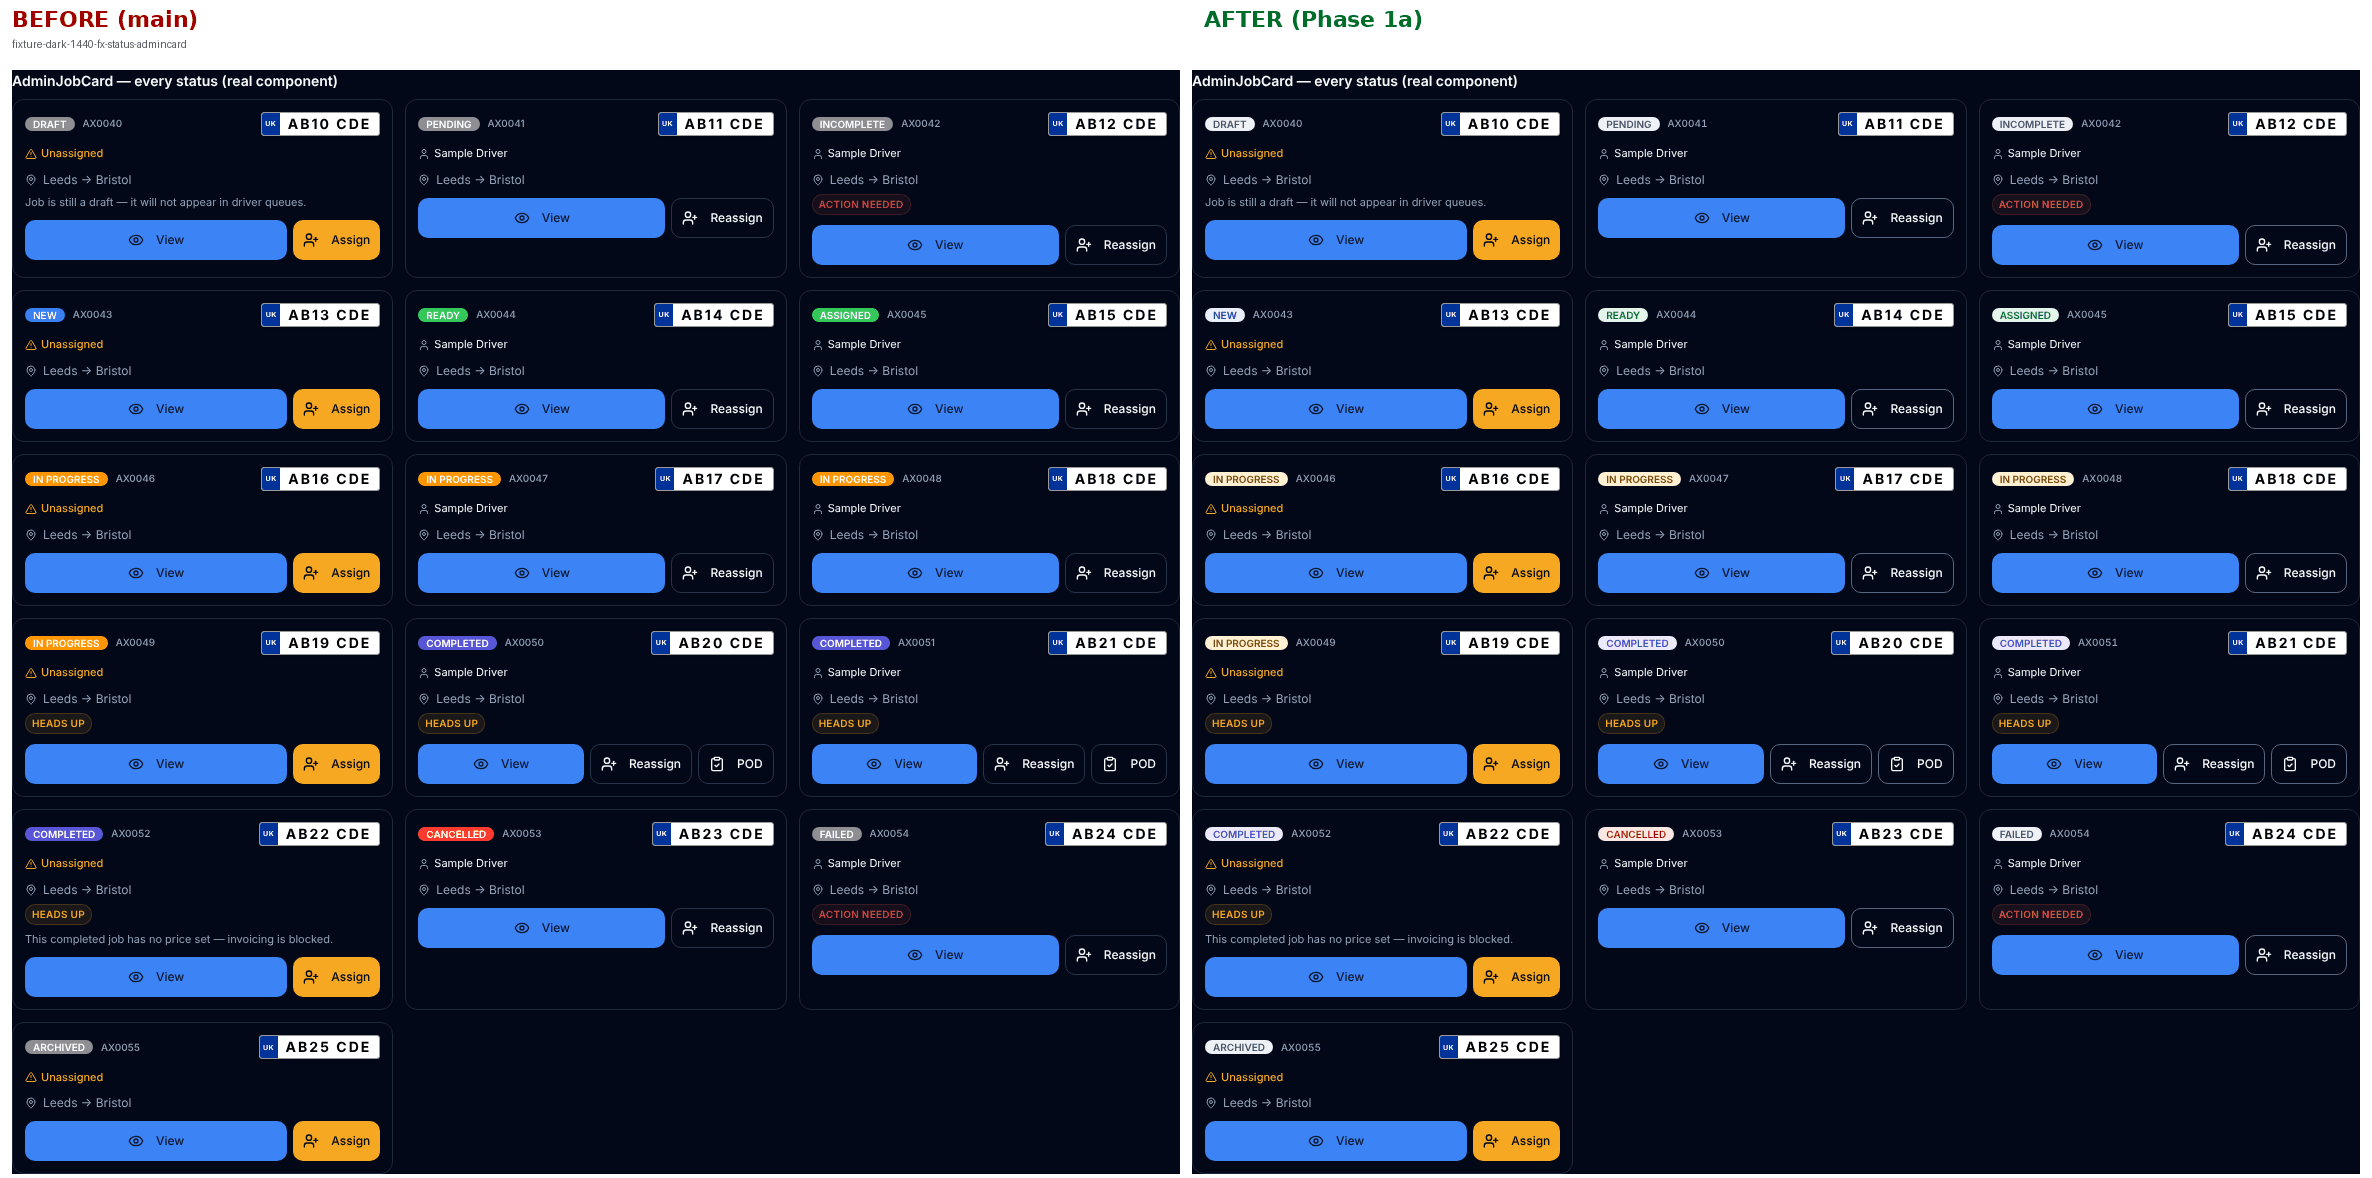 BEFORE (main)
fixture-dark-1440-fx-status-admincard
AdminJobCard — every status (real component)
DRAFT AX0040 UK AB10 CDE
Unassigned
Leeds → Bristol
Job is still a draft — it will not appear in driver queues.
View Assign
PENDING AX0041 UK AB11 CDE
Sample Driver
Leeds → Bristol
View Reassign
INCOMPLETE AX0042 UK AB12 CDE
Sample Driver
Leeds → Bristol
ACTION NEEDED
View Reassign
NEW AX0043 UK AB13 CDE
Unassigned
Leeds → Bristol
View Assign
READY AX0044 UK AB14 CDE
Sample Driver
Leeds → Bristol
View Reassign
ASSIGNED AX0045 UK AB15 CDE
Sample Driver
Leeds → Bristol
View Reassign
IN PROGRESS AX0046 UK AB16 CDE
Unassigned
Leeds → Bristol
View Assign
IN PROGRESS AX0047 UK AB17 CDE
Sample Driver
Leeds → Bristol
View Reassign
IN PROGRESS AX0048 UK AB18 CDE
Sample Driver
Leeds → Bristol
View Reassign
IN PROGRESS AX0049 UK AB19 CDE
Unassigned
Leeds → Bristol
HEADS UP
View Assign
COMPLETED AX0050 UK AB20 CDE
Sample Driver
Leeds → Bristol
HEADS UP
View Reassign POD
COMPLETED AX0051 UK AB21 CDE
Sample Driver
Leeds → Bristol
HEADS UP
View Reassign POD
COMPLETED AX0052 UK AB22 CDE
Unassigned
Leeds → Bristol
HEADS UP
This completed job has no price set — invoicing is blocked.
View Assign
CANCELLED AX0053 UK AB23 CDE
Sample Driver
Leeds → Bristol
View Reassign
FAILED AX0054 UK AB24 CDE
Sample Driver
Leeds → Bristol
ACTION NEEDED
View Reassign
ARCHIVED AX0055 UK AB25 CDE
Unassigned
Leeds → Bristol
View Assign
AFTER (Phase 1a)
AdminJobCard — every status (real component)
DRAFT AX0040 UK AB10 CDE
Unassigned
Leeds → Bristol
Job is still a draft — it will not appear in driver queues.
View Assign
PENDING AX0041 UK AB11 CDE
Sample Driver
Leeds → Bristol
View Reassign
INCOMPLETE AX0042 UK AB12 CDE
Sample Driver
Leeds → Bristol
ACTION NEEDED
View Reassign
NEW AX0043 UK AB13 CDE
Unassigned
Leeds → Bristol
View Assign
READY AX0044 UK AB14 CDE
Sample Driver
Leeds → Bristol
View Reassign
ASSIGNED AX0045 UK AB15 CDE
Sample Driver
Leeds → Bristol
View Reassign
IN PROGRESS AX0046 UK AB16 CDE
Unassigned
Leeds → Bristol
View Assign
IN PROGRESS AX0047 UK AB17 CDE
Sample Driver
Leeds → Bristol
View Reassign
IN PROGRESS AX0048 UK AB18 CDE
Sample Driver
Leeds → Bristol
View Reassign
IN PROGRESS AX0049 UK AB19 CDE
Unassigned
Leeds → Bristol
HEADS UP
View Assign
COMPLETED AX0050 UK AB20 CDE
Sample Driver
Leeds → Bristol
HEADS UP
View Reassign POD
COMPLETED AX0051 UK AB21 CDE
Sample Driver
Leeds → Bristol
HEADS UP
View Reassign POD
COMPLETED AX0052 UK AB22 CDE
Unassigned
Leeds → Bristol
HEADS UP
This completed job has no price set — invoicing is blocked.
View Assign
CANCELLED AX0053 UK AB23 CDE
Sample Driver
Leeds → Bristol
View Reassign
FAILED AX0054 UK AB24 CDE
Sample Driver
Leeds → Bristol
ACTION NEEDED
View Reassign
ARCHIVED AX0055 UK AB25 CDE
Unassigned
Leeds → Bristol
View Assign